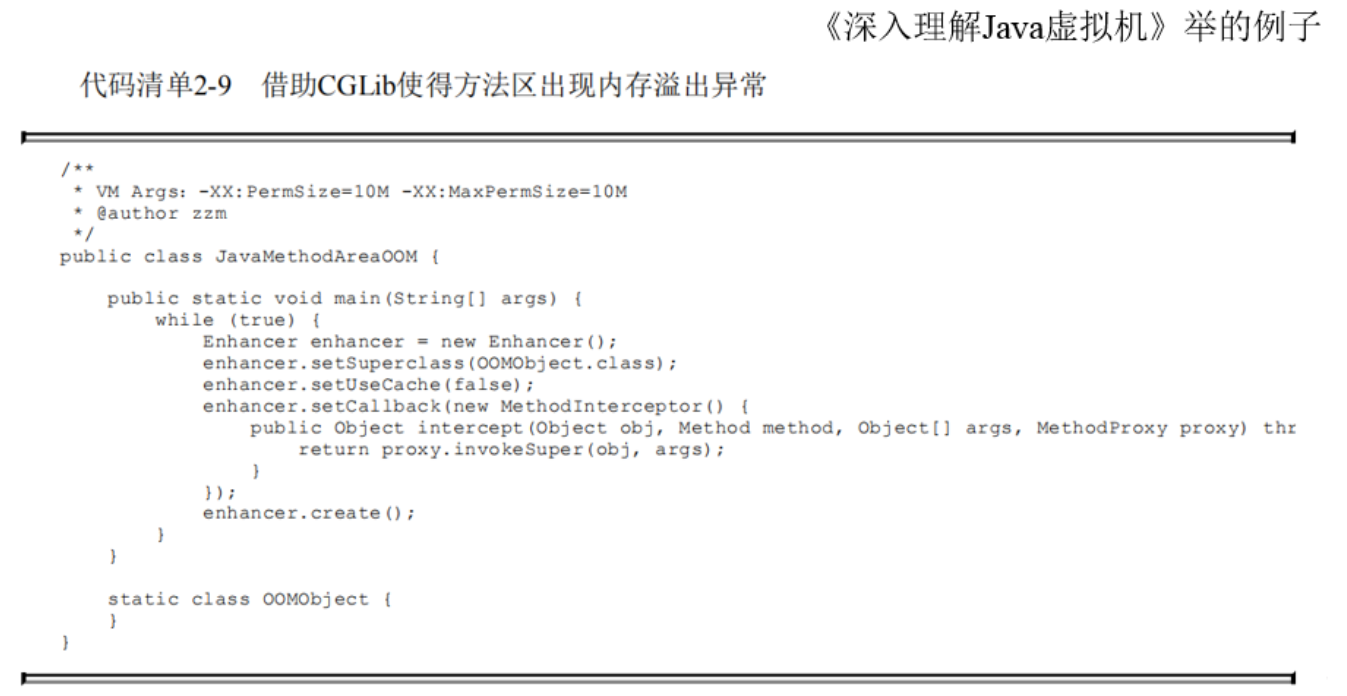 《深入理解Java虚拟机》举的例子
代码清单2-9 借助CGLib使得方法区出现内存溢出异常
/**
 * VM Args: -XX:PermSize=10M -XX:MaxPermSize=10M
 * @author zzm
 */
public class JavaMethodAreaOOM {
    public static void main(String[] args) {
        while (true) {
            Enhancer enhancer = new Enhancer();
            enhancer.setSuperclass(OOMObject.class);
            enhancer.setUseCache(false);
            enhancer.setCallback(new MethodInterceptor() {
                public Object intercept(Object obj, Method method, Object[] args, MethodProxy proxy) thr
                    return proxy.invokeSuper(obj, args);
                }
            });
            enhancer.create();
        }
    }
    static class OOMObject {
    }
}